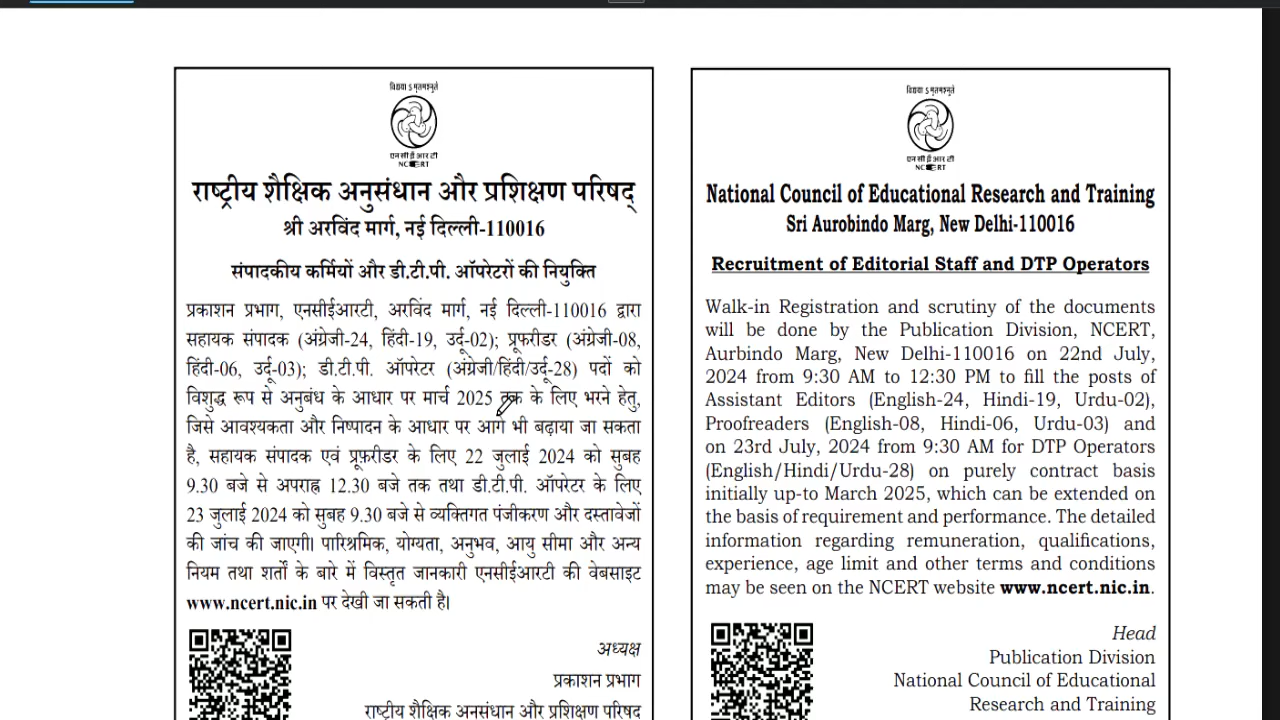 विद्यया ऽ मृतमश्नुते
एन सी ई आर टी
NCERT
राष्ट्रीय शैक्षिक अनुसंधान और प्रशिक्षण परिषद्
श्री अरविंद मार्ग, नई दिल्ली-110016
संपादकीय कर्मियों और डी.टी.पी. ऑपरेटरों की नियुक्ति
प्रकाशन प्रभाग, एनसीईआरटी, अरविंद मार्ग, नई दिल्ली-110016 द्वारा
सहायक संपादक (अंग्रेजी-24, हिंदी-19, उर्दू-02); प्रूफरीडर (अंग्रेजी-08,
हिंदी-06, उर्दू-03); डी.टी.पी. ऑपरेटर (अंग्रेजी/हिंदी/उर्दू-28) पदों को
विशुद्ध रूप से अनुबंध के आधार पर मार्च 2025 तक के लिए भरने हेतु,
जिसे आवश्यकता और निष्पादन के आधार पर आगे भी बढ़ाया जा सकता
है, सहायक संपादक एवं प्रूफ़रीडर के लिए 22 जुलाई 2024 को सुबह
9.30 बजे से अपराह्न 12.30 बजे तक तथा डी.टी.पी. ऑपरेटर के लिए
23 जुलाई 2024 को सुबह 9.30 बजे से व्यक्तिगत पंजीकरण और दस्तावेजों
की जांच की जाएगी। पारिश्रमिक, योग्यता, अनुभव, आयु सीमा और अन्य
नियम तथा शर्तों के बारे में विस्तृत जानकारी एनसीईआरटी की वेबसाइट
www.ncert.nic.in पर देखी जा सकती है।
अध्यक्ष
प्रकाशन प्रभाग
राष्ट्रीय शैक्षिक अनुसंधान और प्रशिक्षण परिषद
विद्यया ऽ मृतमश्नुते
एन सी ई आर टी
NCERT
National Council of Educational Research and Training
Sri Aurobindo Marg, New Delhi-110016
Recruitment of Editorial Staff and DTP Operators
Walk-in Registration and scrutiny of the documents
will be done by the Publication Division, NCERT,
Aurbindo Marg, New Delhi-110016 on 22nd July,
2024 from 9:30 AM to 12:30 PM to fill the posts of
Assistant Editors (English-24, Hindi-19, Urdu-02),
Proofreaders (English-08, Hindi-06, Urdu-03) and
on 23rd July, 2024 from 9:30 AM for DTP Operators
(English/Hindi/Urdu-28) on purely contract basis
initially up-to March 2025, which can be extended on
the basis of requirement and performance. The detailed
information regarding remuneration, qualifications,
experience, age limit and other terms and conditions
may be seen on the NCERT website www.ncert.nic.in.
Head
Publication Division
National Council of Educational
Research and Training